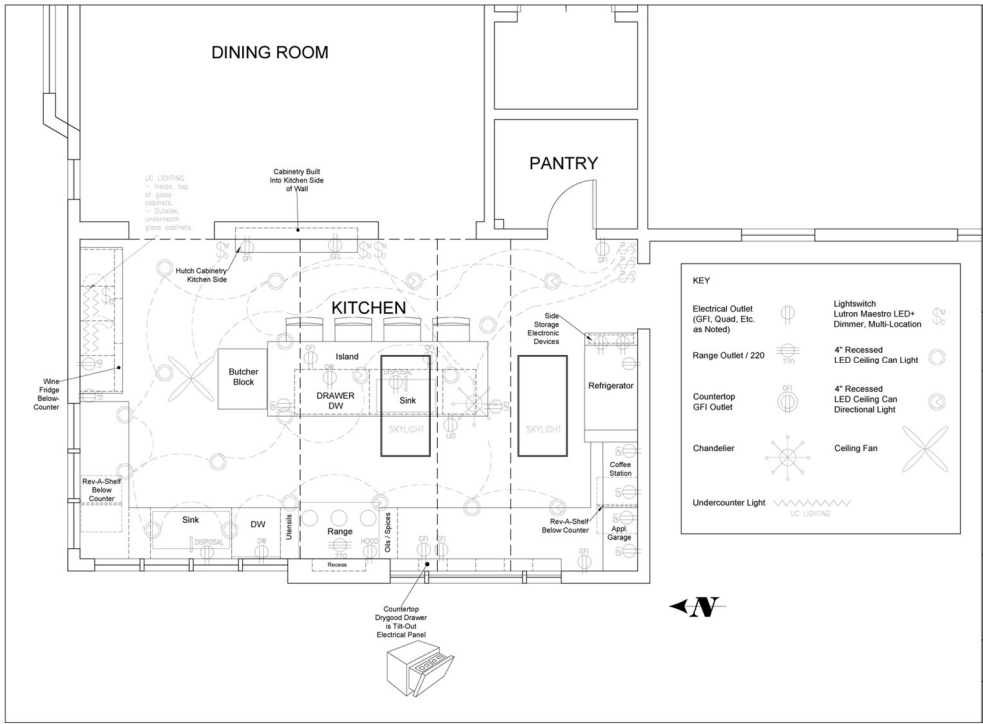 DINING ROOM
PANTRY
UC LIGHTING
– Inside, top
of glass
cabinets.
– Outside,
underneath
glass cabinets.
Cabinetry Built
Into Kitchen Side
of Wall
GFI
GFI
GFI
Hutch Cabinetry
Kitchen Side
KITCHEN
Side
Storage
Electronic
Devices
Wine
Fridge
Below-
Counter
Butcher
Block
GFI
Island
GFI
DW
DISPOSAL
DRAWER
DW
Sink
SKYLIGHT
SKYLIGHT
Refrigerator
Rev-A-Shelf
Below
Counter
Coffee
Station
Rev-A-Shelf
Below Counter
Appl.
Garage
Sink
DISPOSAL
DW
DW
Utensils
Range
220
HOOD
Oils / Spices
Recess
GFI
GFI
GFI
Countertop
Drygood Drawer
is Tilt-Out
Electrical Panel
N
KEY
Electrical Outlet
(GFI, Quad, Etc.
as Noted)
Lightswitch
Lutron Maestro LED+
Dimmer, Multi-Location
Range Outlet / 220
220
4" Recessed
LED Ceiling Can Light
Countertop
GFI Outlet
GFI
4" Recessed
LED Ceiling Can
Directional Light
Chandelier
Ceiling Fan
Undercounter Light
UC LIGHTING